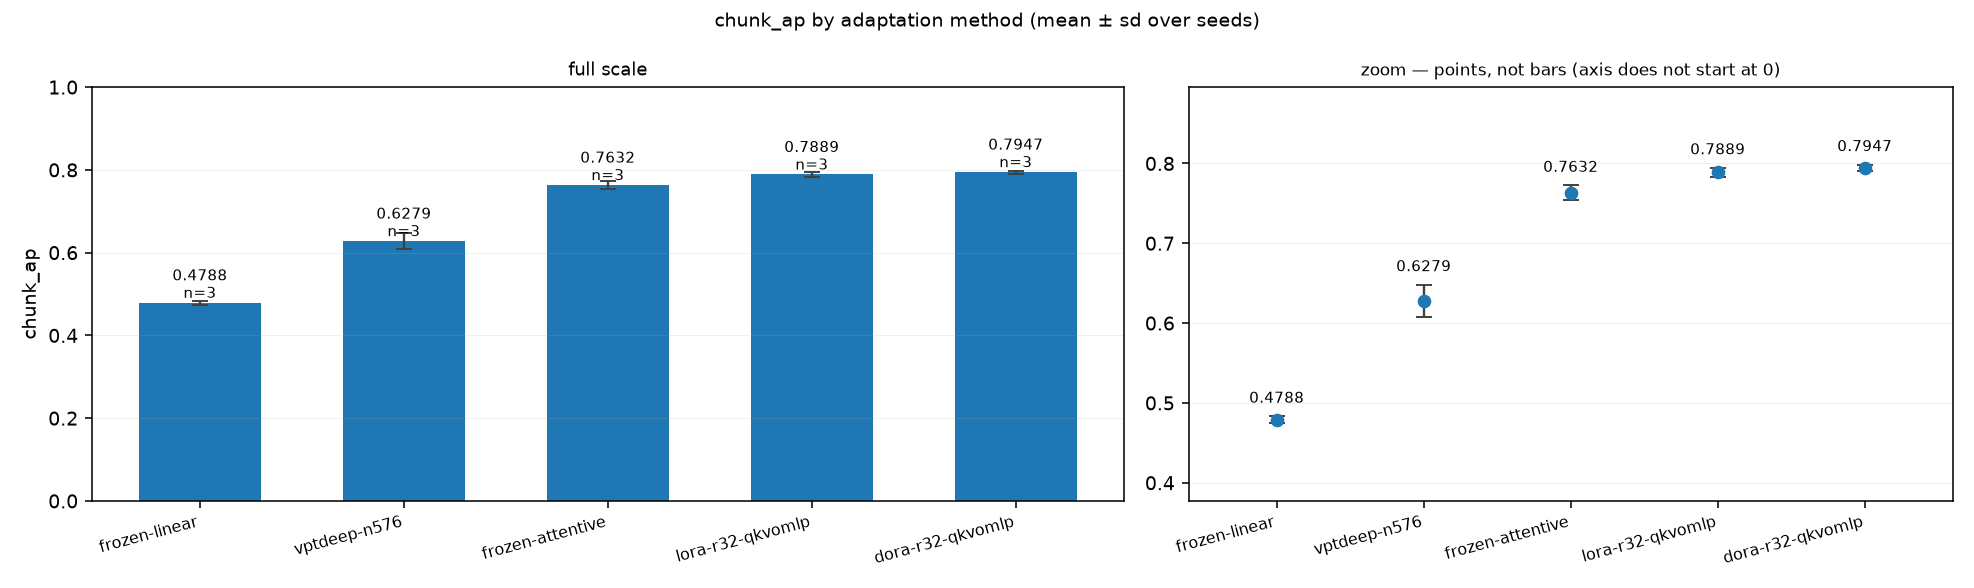 chunk_ap by adaptation method (mean ± sd over seeds)
full scale
chunk_ap
1.0
0.8
0.6
0.4
0.2
0.0
0.4788
n=3
0.6279
n=3
0.7632
n=3
0.7889
n=3
0.7947
n=3
frozen-linear
vptdeep-n576
frozen-attentive
lora-r32-qkvomlp
dora-r32-qkvomlp
zoom — points, not bars (axis does not start at 0)
0.8
0.7
0.6
0.5
0.4
0.4788
0.6279
0.7632
0.7889
0.7947
frozen-linear
vptdeep-n576
frozen-attentive
lora-r32-qkvomlp
dora-r32-qkvomlp